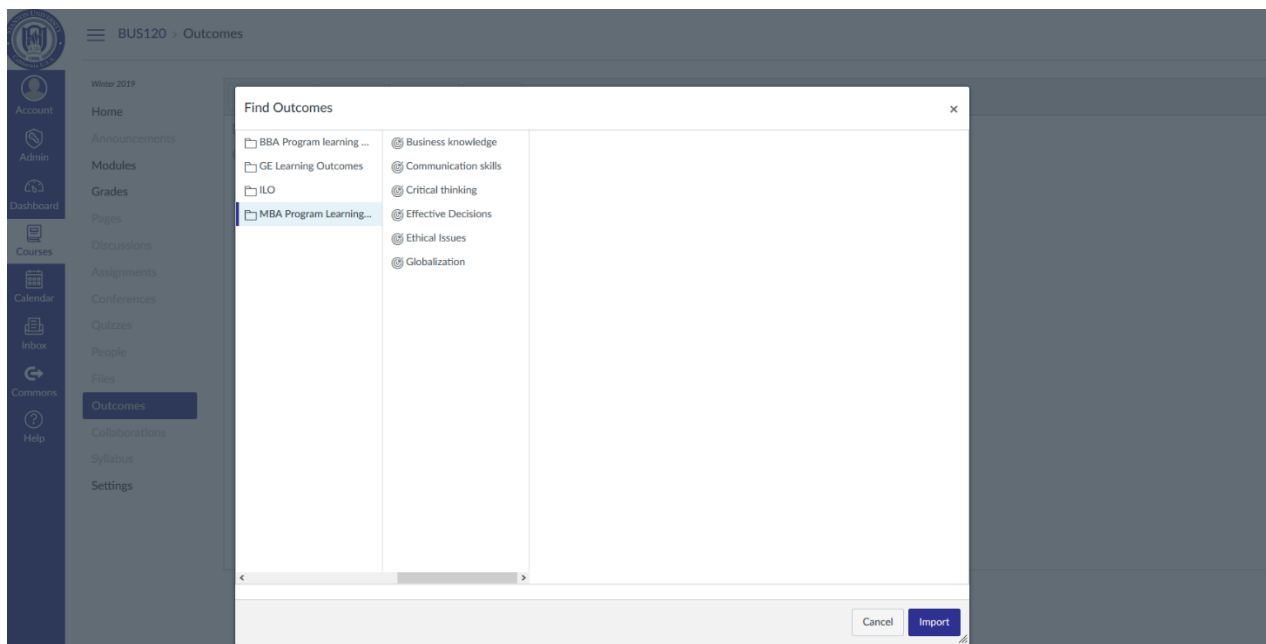 BUS120 > Outcomes
Account
Admin
Dashboard
Courses
Calendar
Inbox
Commons
Help
Winter 2019
Home
Announcements
Modules
Grades
Pages
Discussions
Assignments
Conferences
Quizzes
People
Files
Outcomes
Collaborations
Syllabus
Settings
Find Outcomes
×
BBA Program learning ...
GE Learning Outcomes
ILO
MBA Program Learning...
Business knowledge
Communication skills
Critical thinking
Effective Decisions
Ethical Issues
Globalization
Cancel
Import